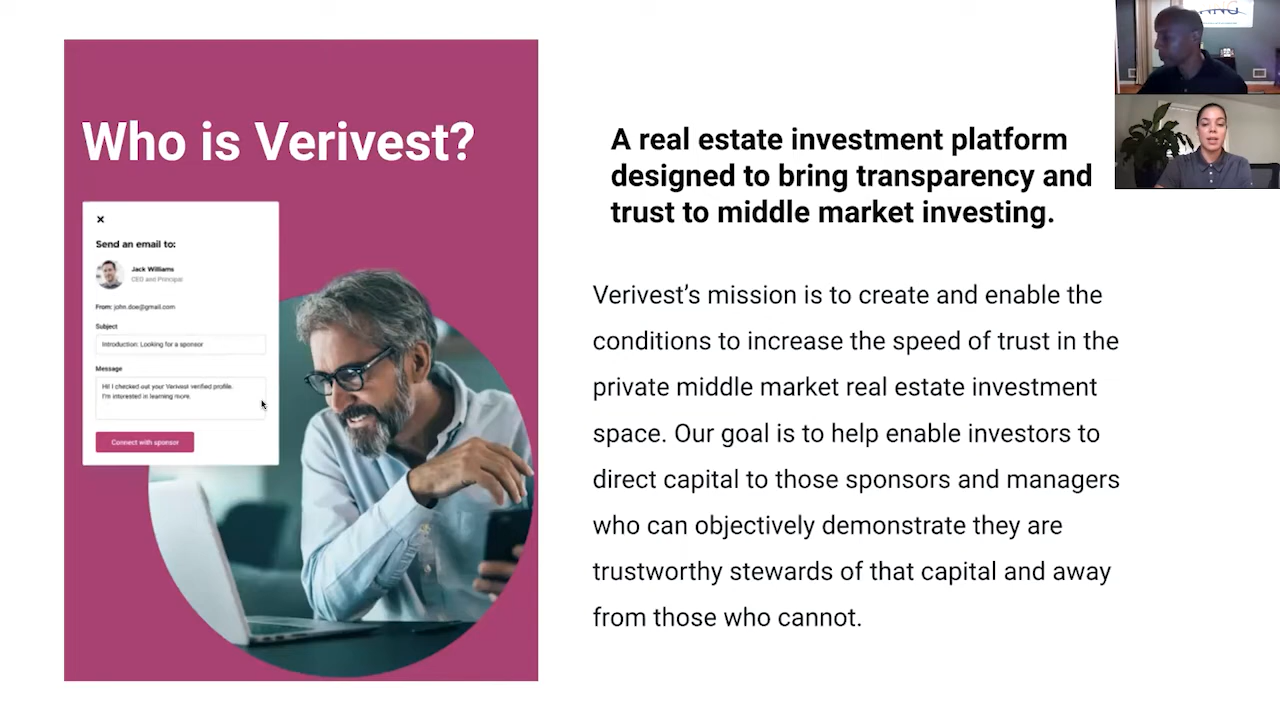 Who is Verivest?
Send an email to:
Jack Williams
CEO and Principal
From: john.doe@gmail.com
Subject
Introduction: Looking for a sponsor
Message
Hi! I checked out your Verivest verified profile.
I'm interested in learning more.
Connect with sponsor
A real estate investment platform
designed to bring transparency and
trust to middle market investing.
Verivest’s mission is to create and enable the
conditions to increase the speed of trust in the
private middle market real estate investment
space. Our goal is to help enable investors to
direct capital to those sponsors and managers
who can objectively demonstrate they are
trustworthy stewards of that capital and away
from those who cannot.